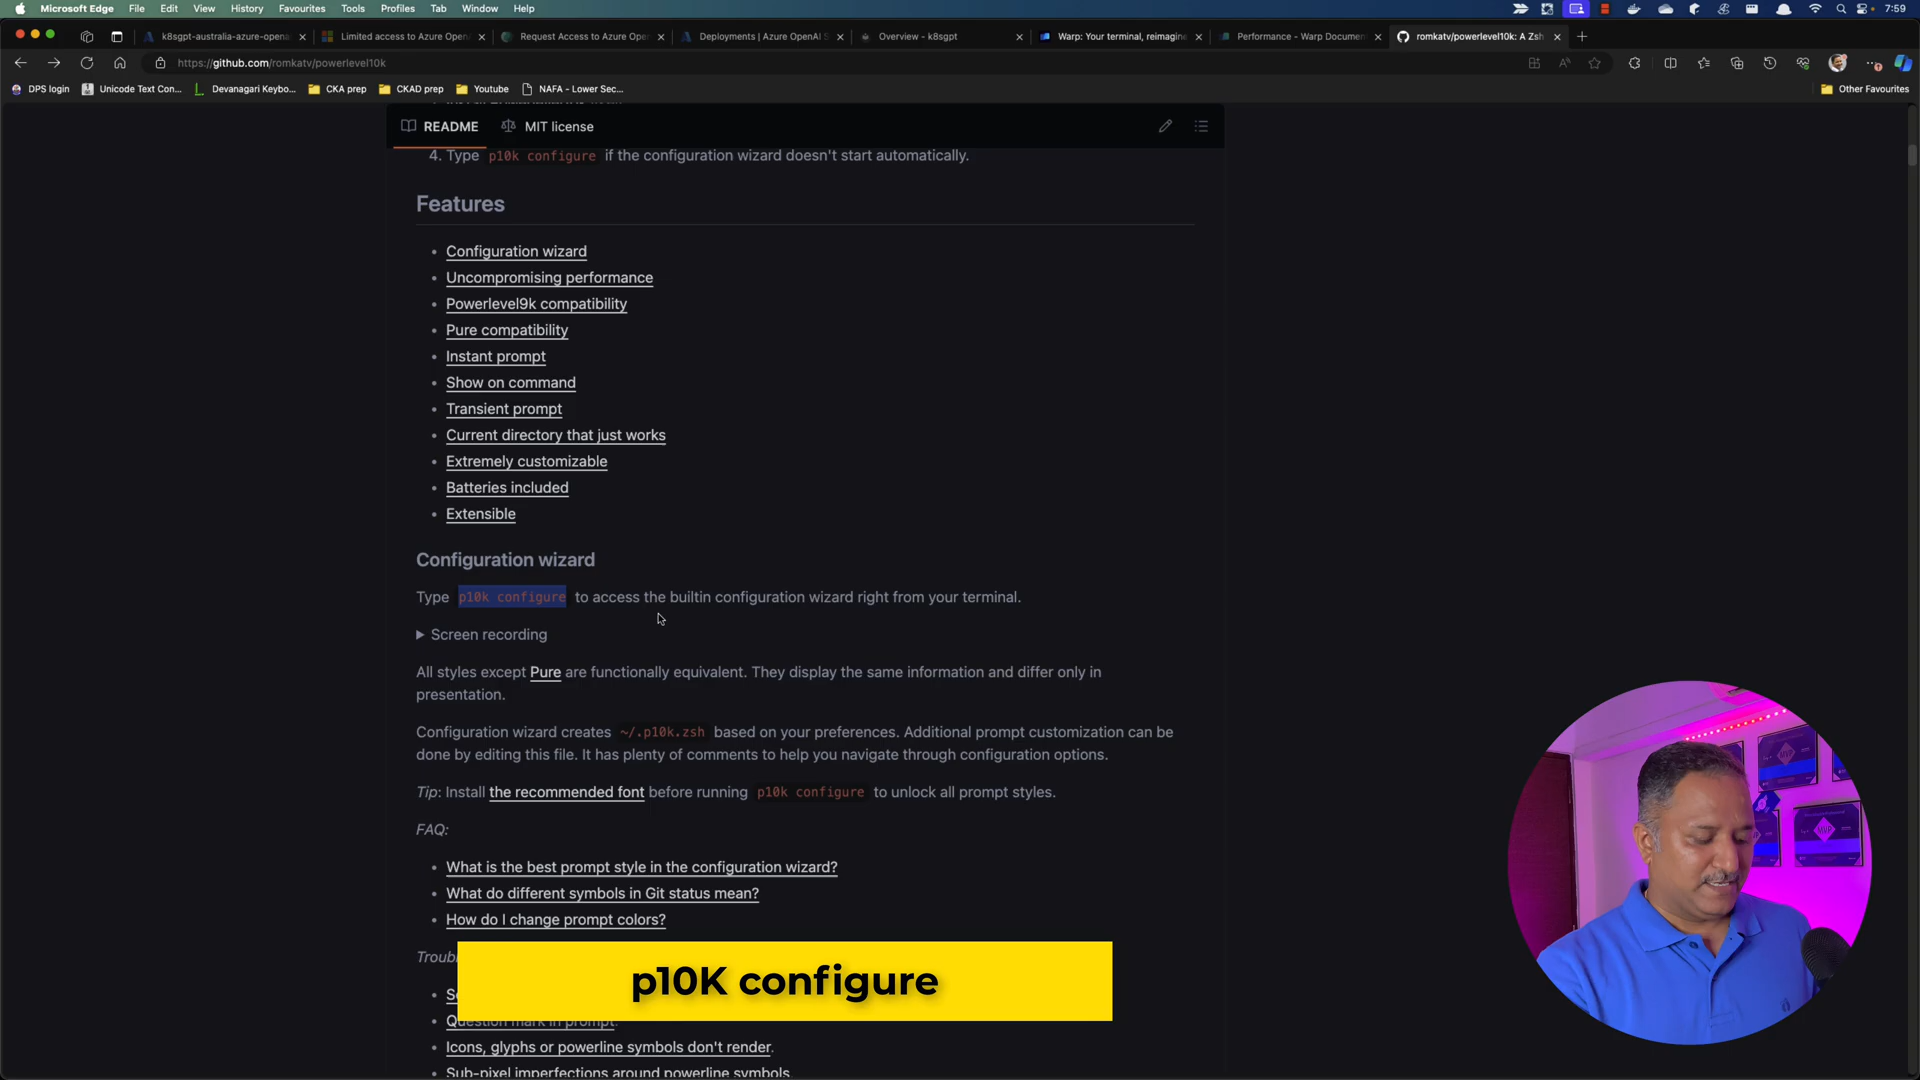 Microsoft Edge File Edit View History Favourites Tools Profiles Tab Window Help 7:59
k8sgpt-australia-azure-opena Limited access to Azure Open Request Access to Azure Open Deployments | Azure OpenAI S Overview - k8sgpt Warp: Your terminal, reimagine Performance - Warp Documen romkatv/powerlevel10k: A Zsh
https://github.com/romkatv/powerlevel10k
DPS login Unicode Text Con... Devanagari Keybo... CKA prep CKAD prep Youtube NAFA - Lower Sec... Other Favourites
README MIT license
4. Type p10k configure if the configuration wizard doesn't start automatically.
Features
• Configuration wizard
• Uncompromising performance
• Powerlevel9k compatibility
• Pure compatibility
• Instant prompt
• Show on command
• Transient prompt
• Current directory that just works
• Extremely customizable
• Batteries included
• Extensible
Configuration wizard
Type p10k configure to access the builtin configuration wizard right from your terminal.
Screen recording
All styles except Pure are functionally equivalent. They display the same information and differ only in
presentation.
Configuration wizard creates ~/.p10k.zsh based on your preferences. Additional prompt customization can be
done by editing this file. It has plenty of comments to help you navigate through configuration options.
Tip: Install the recommended font before running p10k configure to unlock all prompt styles.
FAQ:
• What is the best prompt style in the configuration wizard?
• What do different symbols in Git status mean?
• How do I change prompt colors?
p10K configure
• Question mark in prompt.
• Icons, glyphs or powerline symbols don't render.
• Sub-pixel imperfections around powerline symbols.